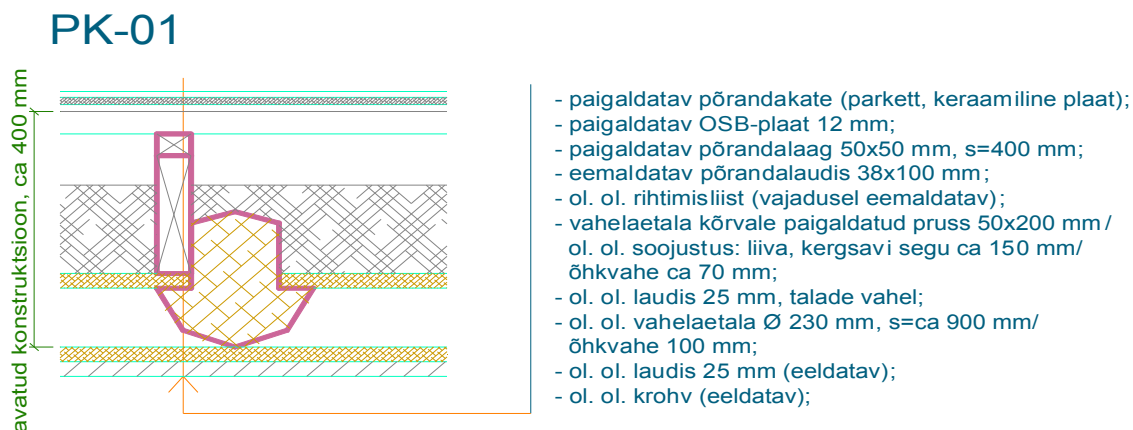 PK-01
avatud konstruktsioon, ca 400 mm
- paigaldatav põrandakate (parkett, keraamiline plaat);
- paigaldatav OSB-plaat 12 mm;
- paigaldatav põrandalaag 50x50 mm, s=400 mm;
- eemaldatav põrandalaudis 38x100 mm;
- ol. ol. rihtimisliist (vajadusel eemaldatav);
- vahelaetala kõrvale paigaldatud pruss 50x200 mm/
ol. ol. soojustus: liiva, kergsavi segu ca 150 mm/
õhkvahe ca 70 mm;
- ol. ol. laudis 25 mm, talade vahel;
- ol. ol. vahelaetala Ø 230 mm, s=ca 900 mm/
õhkvahe 100 mm;
- ol. ol. laudis 25 mm (eeldatav);
- ol. ol. krohv (eeldatav);